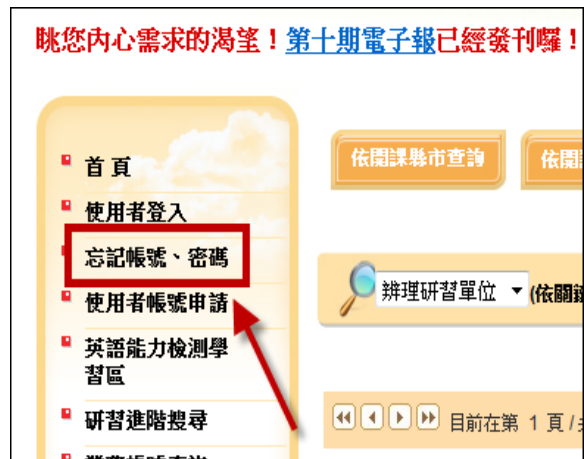 眺您內心需求的渴望！第十期電子報已經發刊囉！
首頁
使用者登入
忘記帳號、密碼
使用者帳號申請
英語能力檢測學
習區
研習進階搜尋
依開課縣市查詢
依開
辦理研習單位
(依關
目前在第 1 頁 /